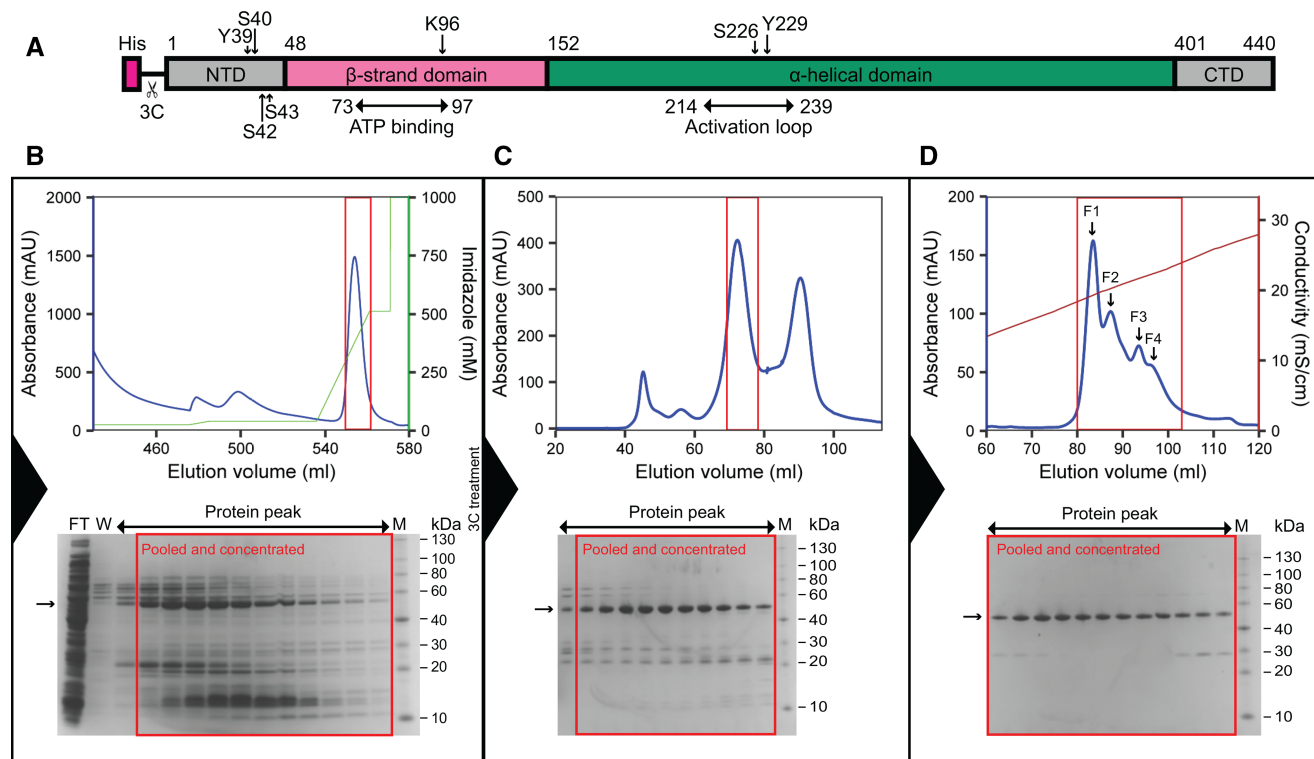 A
His 1 Y39 S40 48 K96 152 S226 Y229 401 440
NTD β-strand domain α-helical domain CTD
3C S42 S43 73 97 214 239
ATP binding Activation loop
B
2000 1000
1500 750
1000 500
500 250
0 0
Absorbance (mAU)
Imidazole (mM)
460 500 540 580
Elution volume (ml)
3C treatment
FT W Protein peak M kDa
Pooled and concentrated
130
100
80
60
40
30
20
10
C
500
400
300
200
100
0
Absorbance (mAU)
20 40 60 80 100
Elution volume (ml)
Protein peak M kDa
Pooled and concentrated
130
100
80
60
40
30
20
10
D
200
150
100
50
0
Absorbance (mAU)
F1
F2
F3
F4
30
20
10
0
Conductivity (mS/cm)
60 70 80 90 100 110 120
Elution volume (ml)
Protein peak M kDa
Pooled and concentrated
130
100
80
60
40
30
20
10